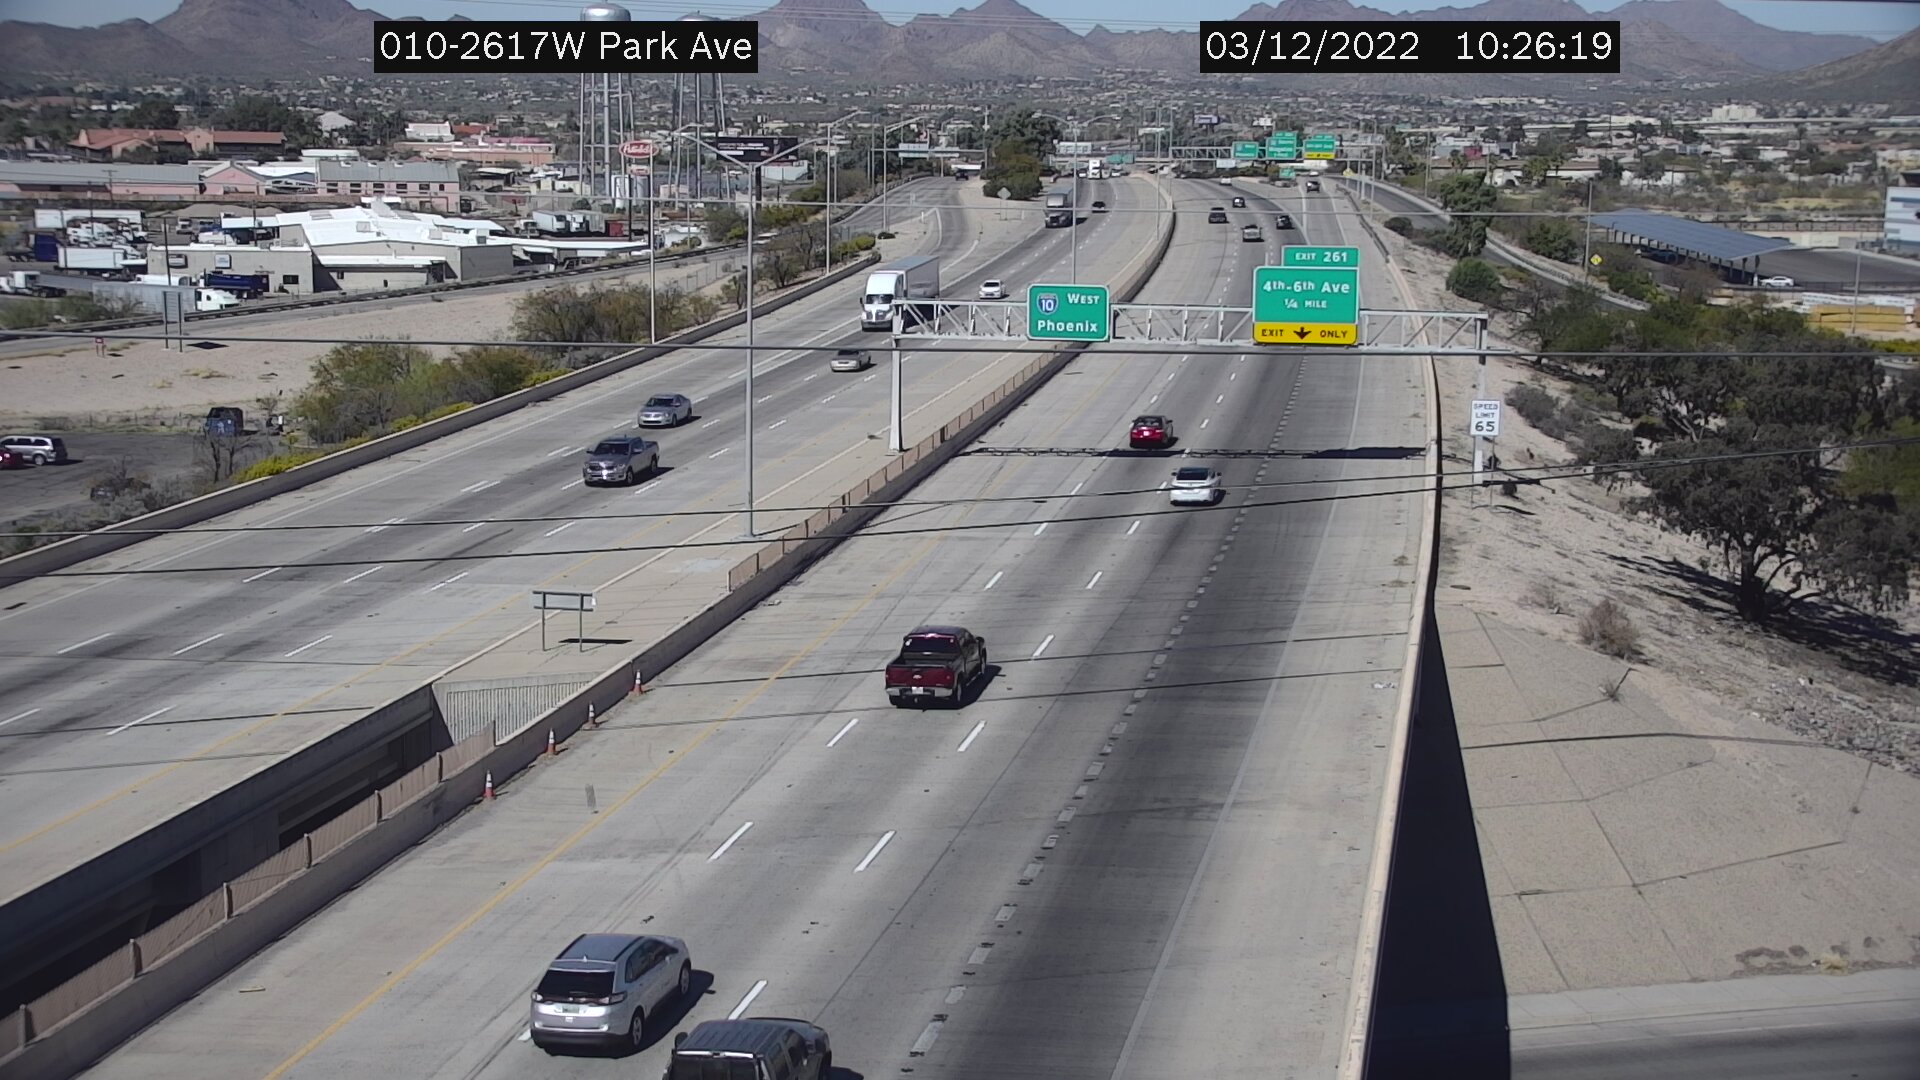 010-2617W Park Ave
03/12/2022 10:26:19
EXIT 261
4th-6th Ave
1/4 MILE
EXIT ONLY
WEST
10
Phoenix
SPEED
LIMIT
65